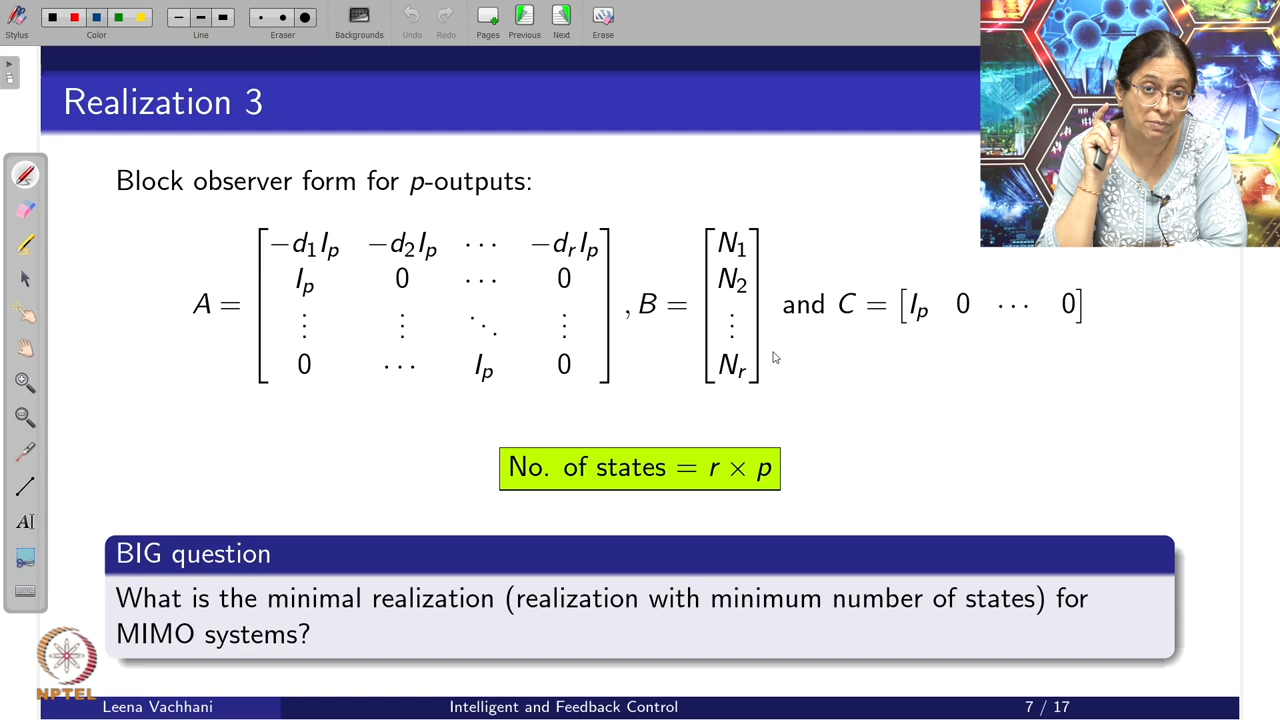 Stylus
Color
Line
Eraser
Backgrounds
Undo
Redo
Pages
Previous
Next
Erase
Realization 3
Block observer form for p-outputs:
A = [ −d₁Iₚ −d₂Iₚ ⋯ −dᵣIₚ
Iₚ 0 ⋯ 0
⋮ ⋮ ⋱ ⋮
0 ⋯ Iₚ 0 ] , B = [ N₁
N₂
⋮
Nᵣ ] and C = [ Iₚ 0 ⋯ 0 ]
No. of states = r × p
BIG question
What is the minimal realization (realization with minimum number of states) for
MIMO systems?
NPTEL
Leena Vachhani
Intelligent and Feedback Control
7 / 17